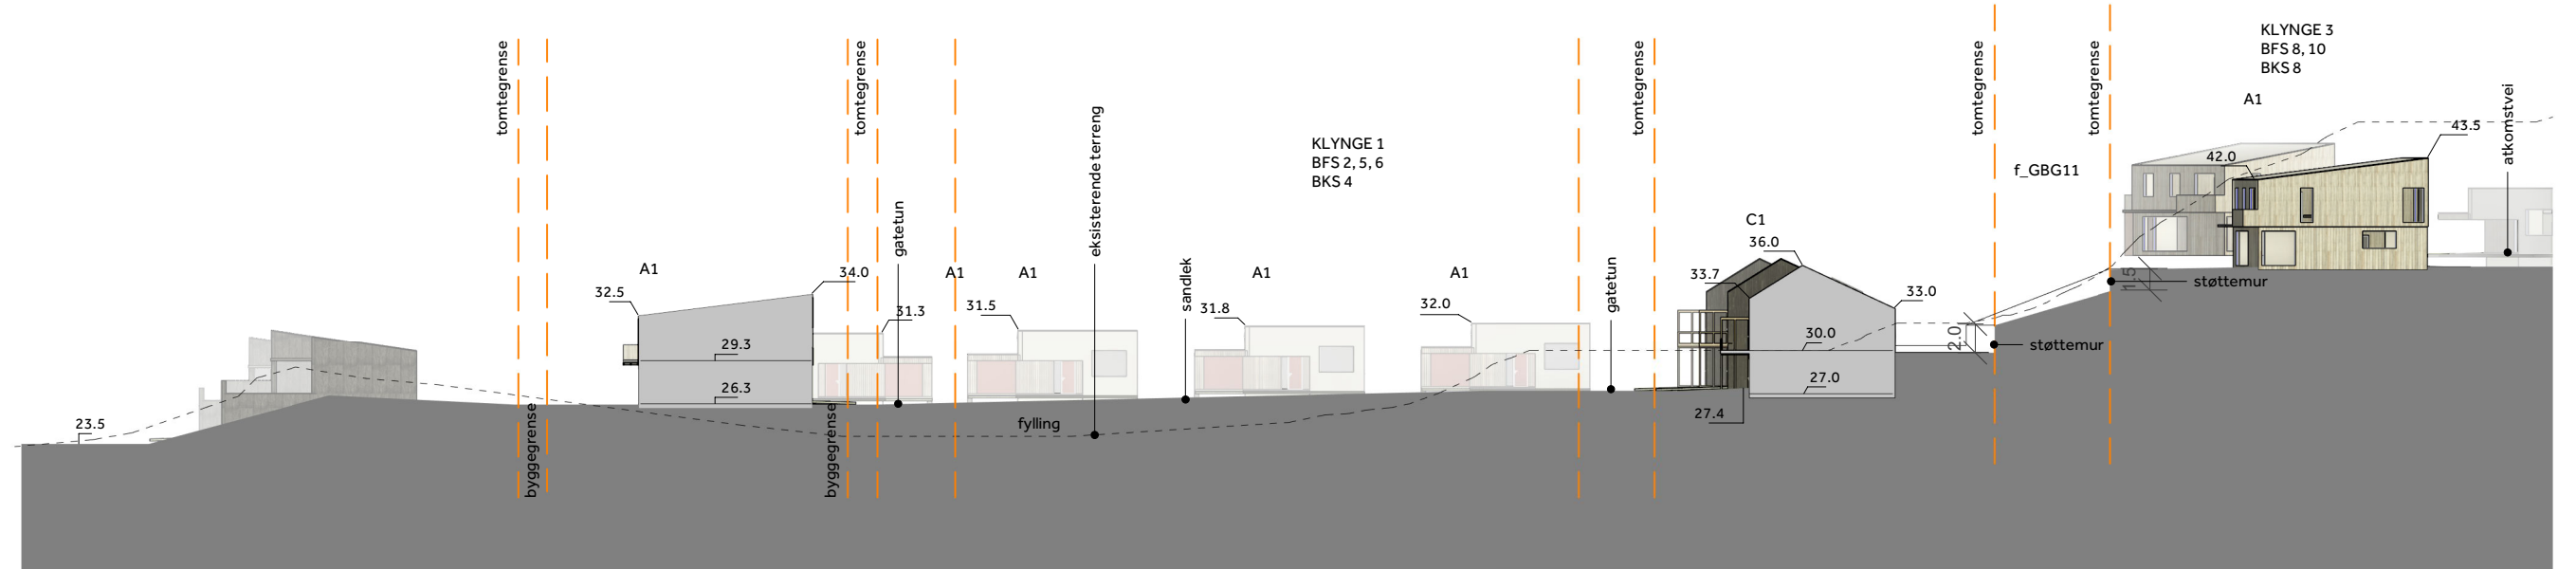 KLYNGE 3
BFS 8, 10
BKS 8
A1
tomtegrense
tomtegrense
tomtegrense
tomtegrense
tomtegrense
atkomstvei
43.5
42.0
f_GBG11
eksisterende terreng
KLYNGE 1
BFS 2, 5, 6
BKS 4
gatetun
sandlek
gatetun
C1
36.0
33.7
33.0
30.0
27.0
27.4
A1
32.5
34.0
29.3
26.3
A1
31.3
A1
31.5
A1
31.8
A1
32.0
1.5
støttemur
2.0
støttemur
23.5
fylling
byggegrense
byggegrense